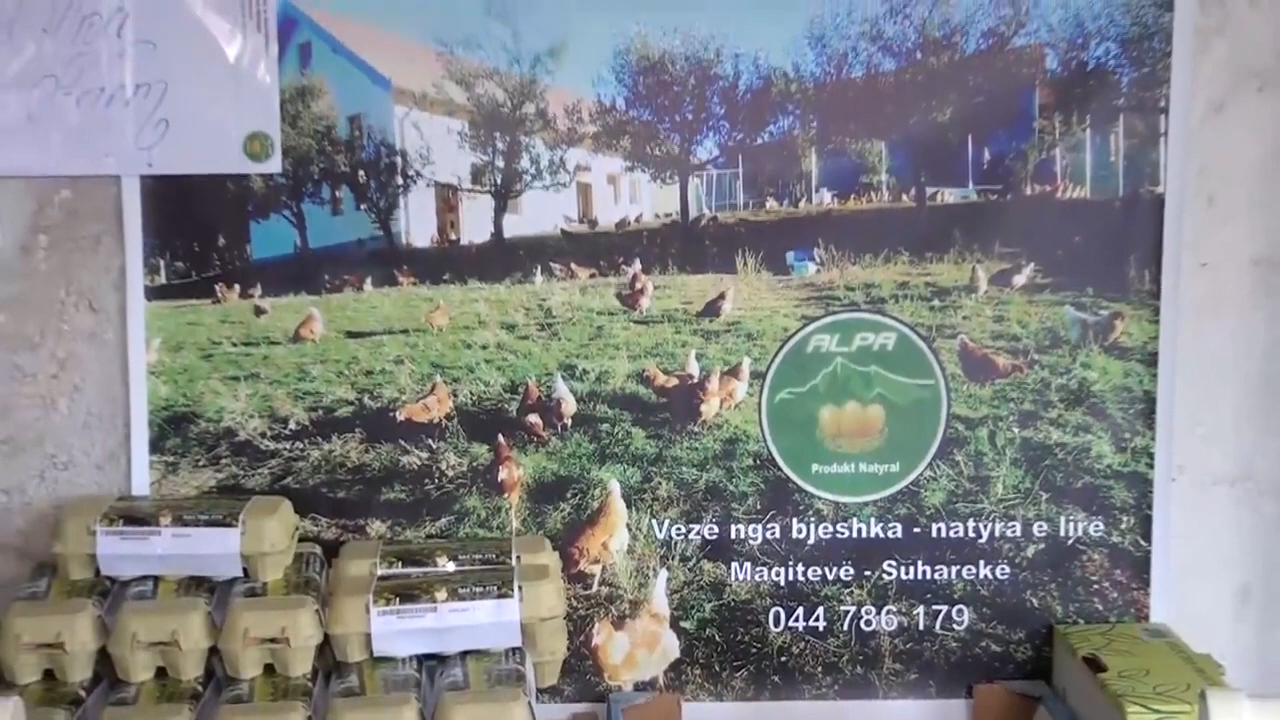 ALPA
Produkt Natyral
Vezë nga bjeshka - natyra e lirë
Maqitevë - Suharekë
044 786 179